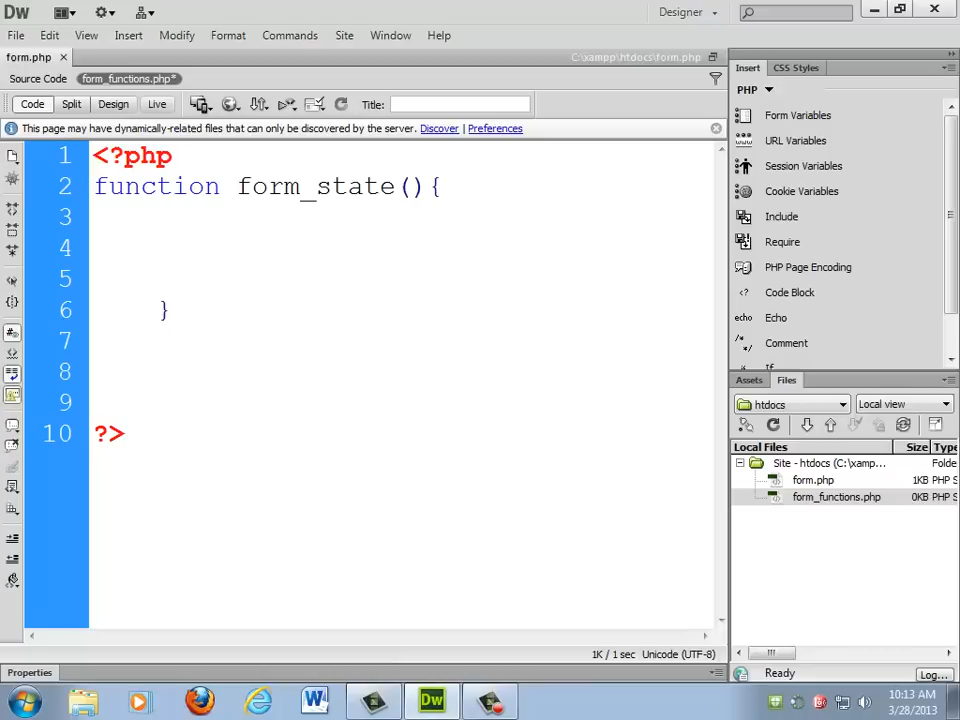 Dw
Designer
File Edit View Insert Modify Format Commands Site Window Help
form.php
C:\xampp\htdocs\form.php
Source Code form_functions.php*
Code Split Design Live Title:
This page may have dynamically-related files that can only be discovered by the server. Discover | Preferences
1 <?php
2 function form_state(){
3
4
5
6 }
7
8
9
10 ?>
1K / 1 sec Unicode (UTF-8)
Properties
Insert CSS Styles
PHP
Form Variables
URL Variables
Session Variables
Cookie Variables
Include
Require
PHP Page Encoding
<? Code Block
echo Echo
/* */ Comment
If
Assets Files
htdocs Local view
Local Files Size Type
Site - htdocs (C:\xamp... Folde
form.php 1KB PHP S
form_functions.php 0KB PHP S
Ready Log...
Dw
10:13 AM
3/28/2013